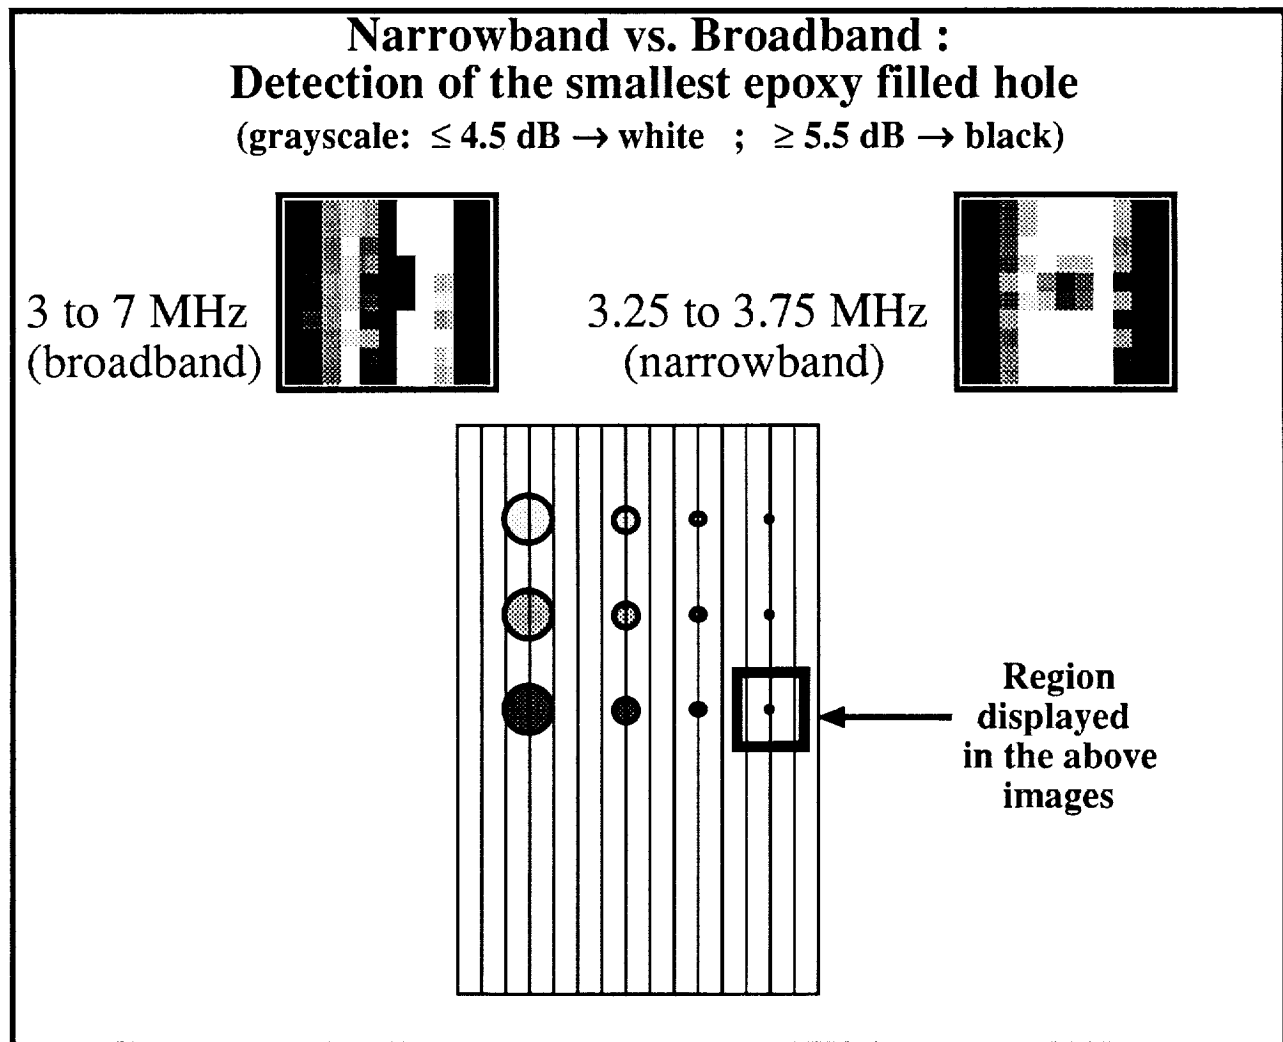 Narrowband vs. Broadband :
Detection of the smallest epoxy filled hole
(grayscale: ≤ 4.5 dB → white ; ≥ 5.5 dB → black)
3 to 7 MHz
(broadband)
3.25 to 3.75 MHz
(narrowband)
Region
displayed
in the above
images